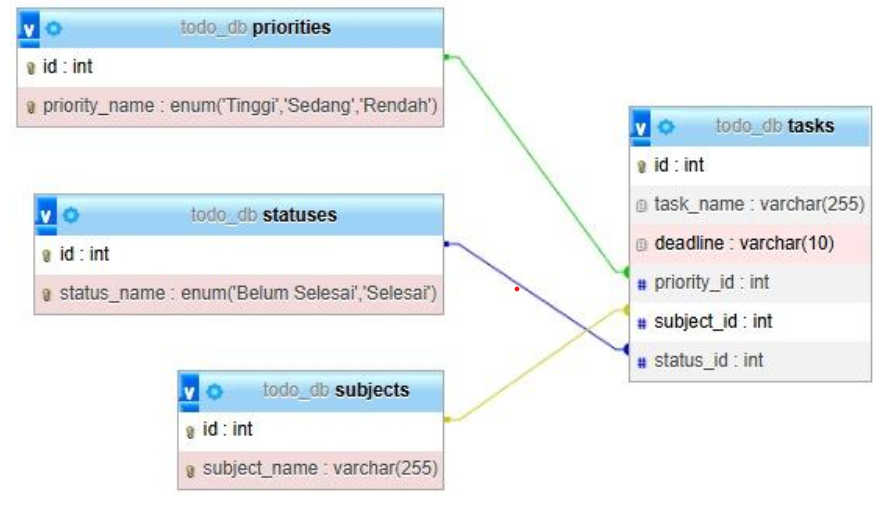 v todo_db priorities
id : int
priority_name : enum('Tinggi','Sedang','Rendah')
v todo_db statuses
id : int
status_name : enum('Belum Selesai','Selesai')
v todo_db subjects
id : int
subject_name : varchar(255)
v todo_db tasks
id : int
task_name : varchar(255)
deadline : varchar(10)
# priority_id : int
# subject_id : int
# status_id : int